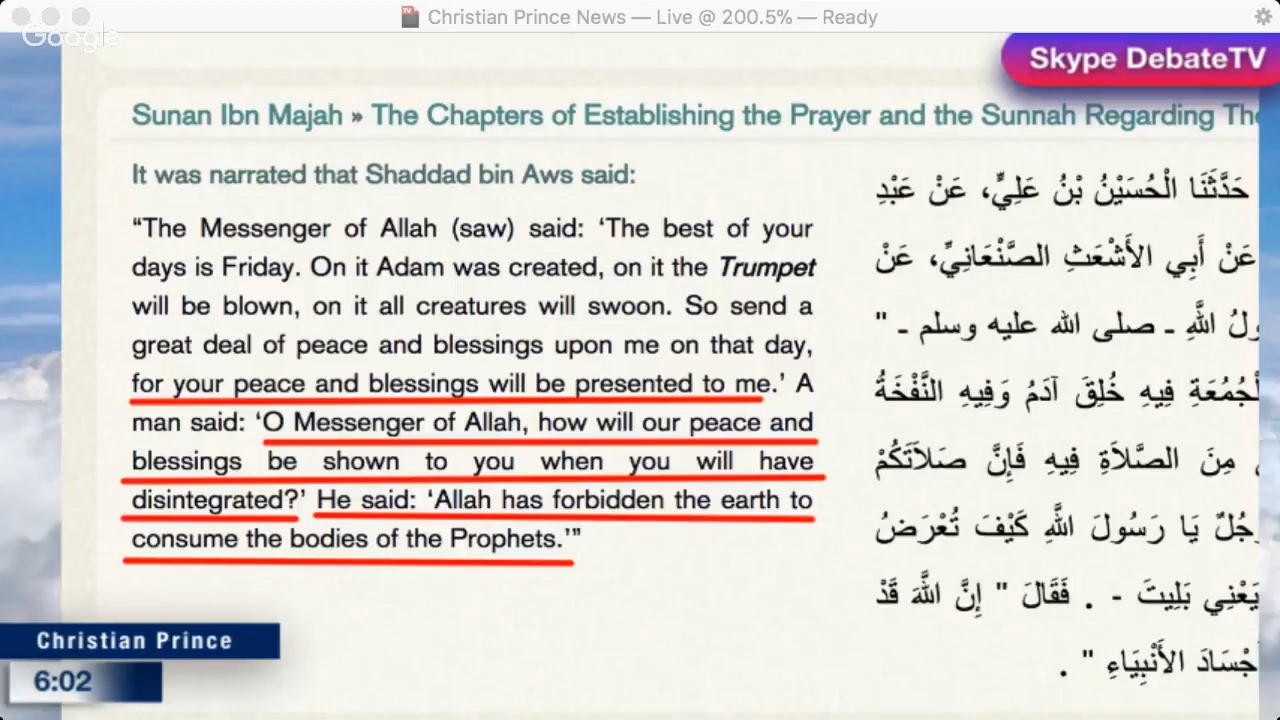 Christian Prince News — Live @ 200.5% — Ready
Google
Skype DebateTV
Sunan Ibn Majah » The Chapters of Establishing the Prayer and the Sunnah Regarding The
It was narrated that Shaddad bin Aws said:
“The Messenger of Allah (saw) said: ‘The best of your
days is Friday. On it Adam was created, on it the Trumpet
will be blown, on it all creatures will swoon. So send a
great deal of peace and blessings upon me on that day,
for your peace and blessings will be presented to me.’ A
man said: ‘O Messenger of Allah, how will our peace and
blessings be shown to you when you will have
disintegrated?’ He said: ‘Allah has forbidden the earth to
consume the bodies of the Prophets.’”
حَدَّثَنَا الْحُسَيْنُ بْنُ عَلِيٍّ، عَنْ عَبْدِ
عَنْ أَبِي الأَشْعَثِ الصَّنْعَانِيِّ، عَنْ
اللَّهِ ـ صلى الله عليه وسلم ـ "
فِيهِ خُلِقَ آدَمُ وَفِيهِ النَّفْخَةُ
مِنَ الصَّلاَةِ فِيهِ فَإِنَّ صَلاَتَكُمْ
يَا رَسُولَ اللَّهِ كَيْفَ تُعْرَضُ
يَعْنِي بَلِيتَ - . فَقَالَ " إِنَّ اللَّهَ قَدْ
الأَنْبِيَاءِ " .
Christian Prince
6:02